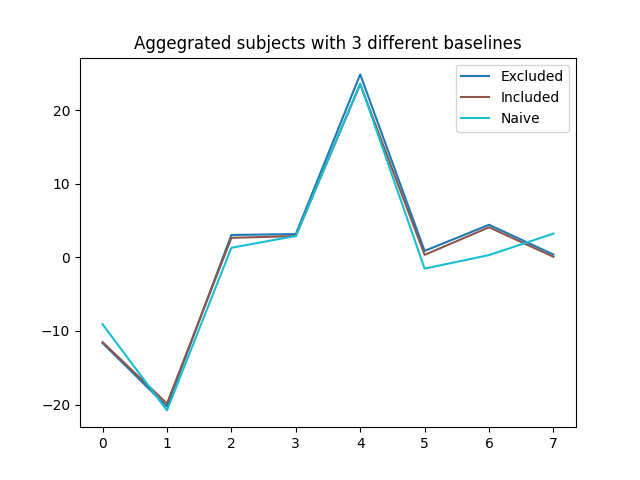 Aggegrated subjects with 3 different baselines
Excluded
Included
Naive
20
10
0
−10
−20
0 1 2 3 4 5 6 7